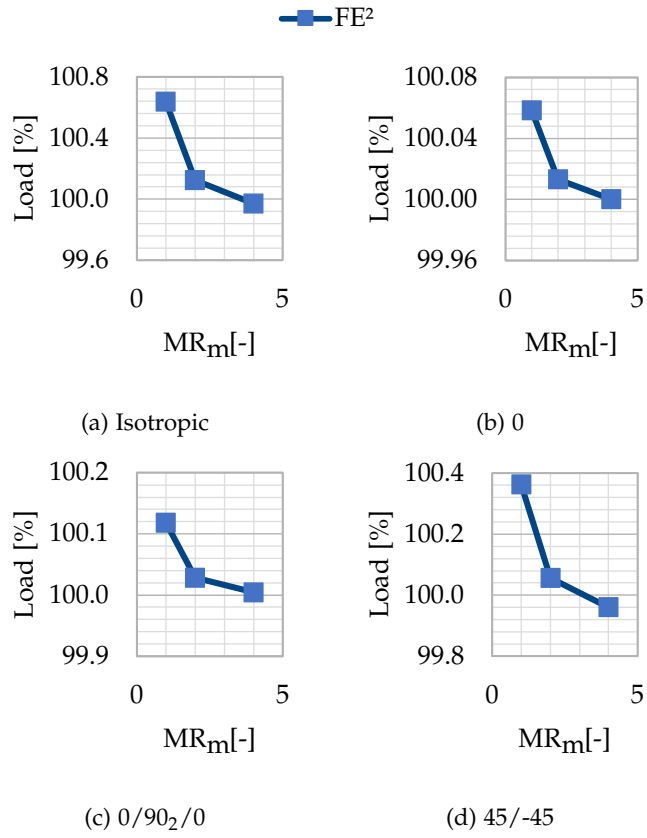 FE²
100.8
100.4
100.0
99.6
Load [%]
0 5
MRm[-]
(a) Isotropic
100.08
100.04
100.00
99.96
Load [%]
0 5
MRm[-]
(b) 0
100.2
100.1
100.0
99.9
Load [%]
0 5
MRm[-]
(c) 0/90₂/0
100.4
100.2
100.0
99.8
Load [%]
0 5
MRm[-]
(d) 45/-45